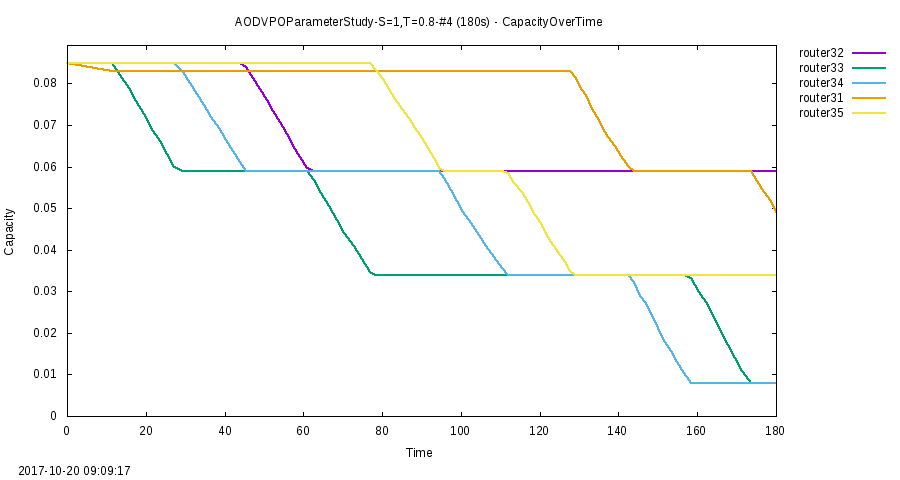 AODVPOParameterStudy-S=1,T=0.8-#4 (180s) - CapacityOverTime
router32
router33
router34
router31
router35
0.08
0.07
0.06
0.05
0.04
0.03
0.02
0.01
0
Capacity
0 20 40 60 80 100 120 140 160 180
Time
2017-10-20 09:09:17